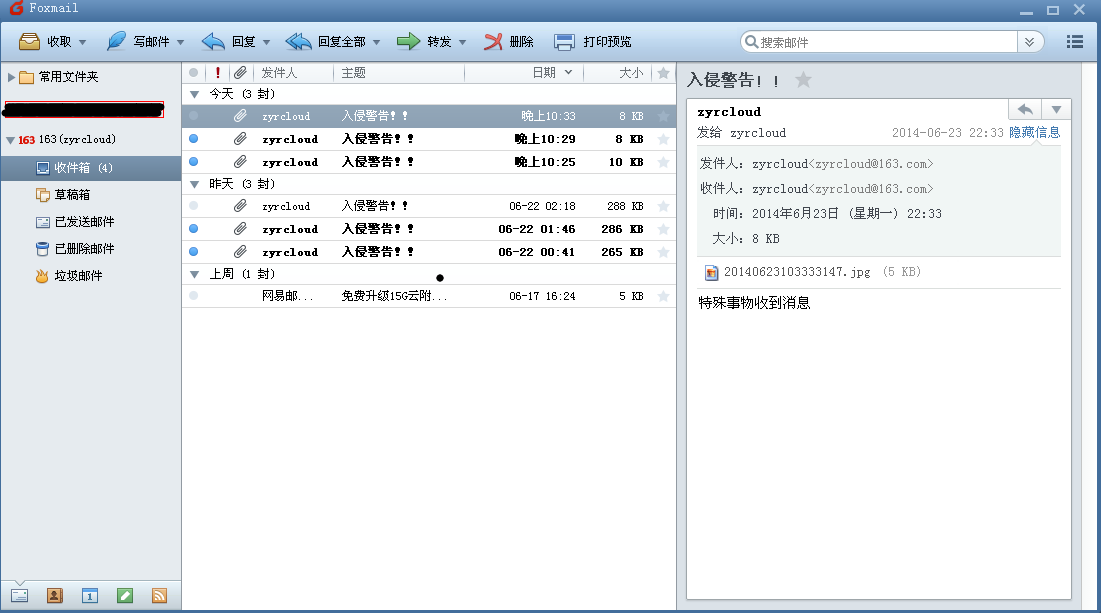 Foxmail
收取 写邮件 回复 回复全部 转发 删除 打印预览 搜索邮件
常用文件夹
163 163(zyrcloud)
收件箱 (4)
草稿箱
已发送邮件
已删除邮件
垃圾邮件
! 发件人 主题 日期 大小
今天 (3 封)
zyrcloud 入侵警告!! 晚上10:33 8 KB
zyrcloud 入侵警告!! 晚上10:29 8 KB
zyrcloud 入侵警告!! 晚上10:25 10 KB
昨天 (3 封)
zyrcloud 入侵警告!! 06-22 02:18 288 KB
zyrcloud 入侵警告!! 06-22 01:46 286 KB
zyrcloud 入侵警告!! 06-22 00:41 265 KB
上周 (1 封)
网易邮... 免费升级15G云附... 06-17 16:24 5 KB
入侵警告!!
zyrcloud
发给 zyrcloud 2014-06-23 22:33 隐藏信息
发件人: zyrcloud<zyrcloud@163.com>
收件人: zyrcloud<zyrcloud@163.com>
时间: 2014年6月23日 (星期一) 22:33
大小: 8 KB
20140623103333147.jpg (5 KB)
特殊事物收到消息
1